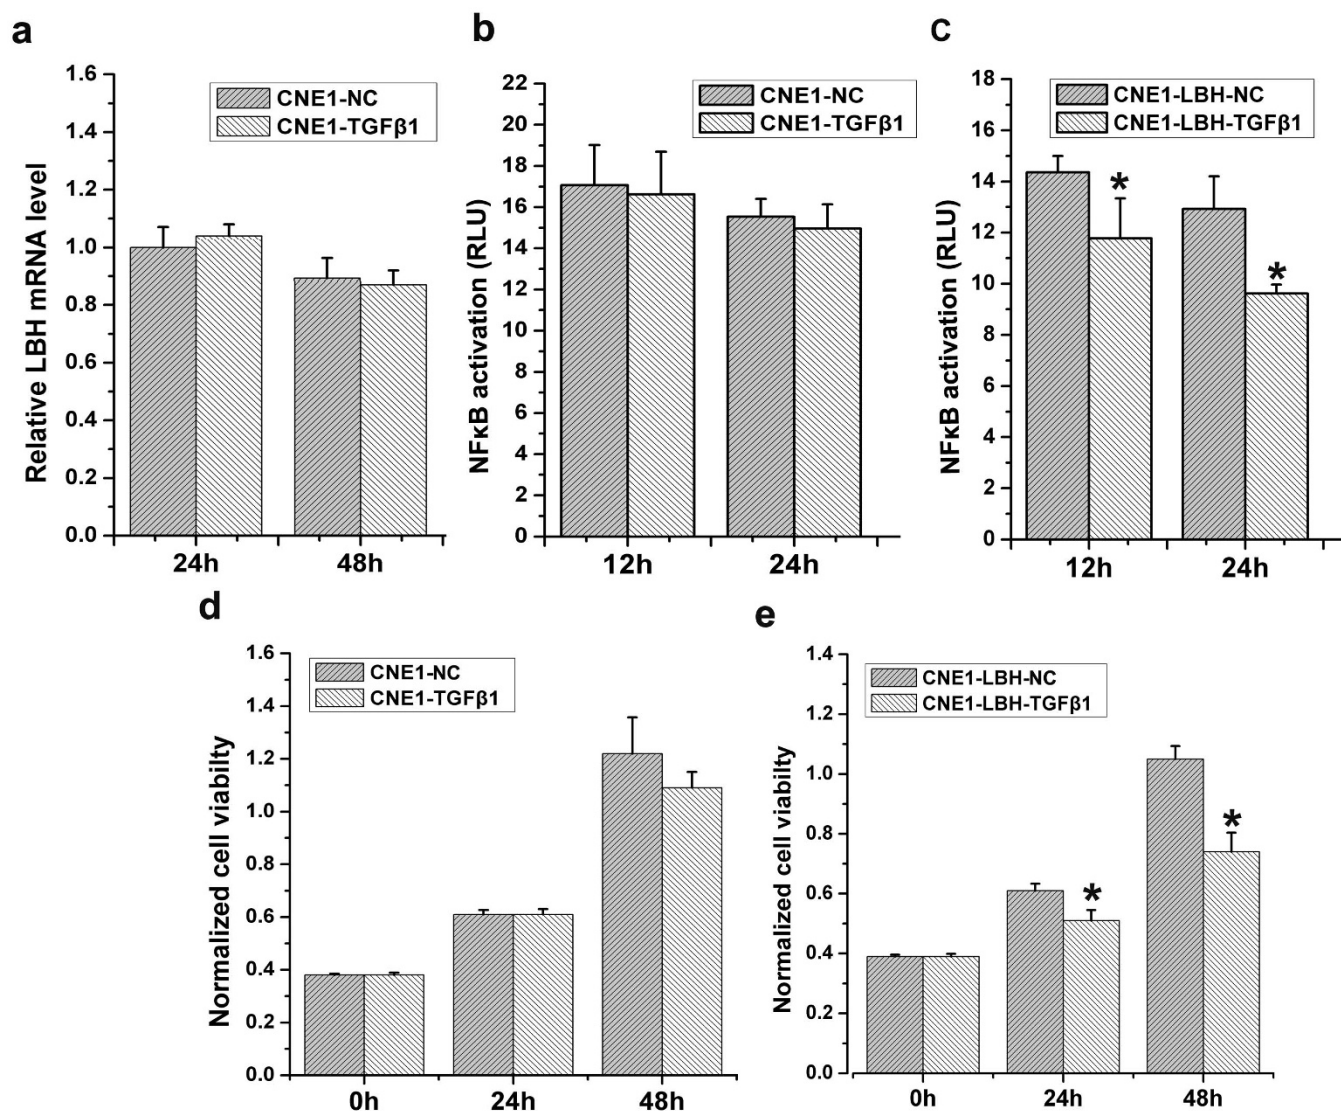 a
Relative LBH mRNA level
1.6
1.4
1.2
1.0
0.8
0.6
0.4
0.2
0.0
CNE1-NC
CNE1-TGFβ1
24h
48h
b
NFκB activation (RLU)
22
20
18
16
14
12
10
8
6
4
2
0
CNE1-NC
CNE1-TGFβ1
12h
24h
c
NFκB activation (RLU)
18
16
14
12
10
8
6
4
2
0
CNE1-LBH-NC
CNE1-LBH-TGFβ1
*
*
12h
24h
d
Normalized cell viabilty
1.6
1.4
1.2
1.0
0.8
0.6
0.4
0.2
0.0
CNE1-NC
CNE1-TGFβ1
0h
24h
48h
e
Normalized cell viabilty
1.4
1.2
1.0
0.8
0.6
0.4
0.2
0.0
CNE1-LBH-NC
CNE1-LBH-TGFβ1
*
*
0h
24h
48h